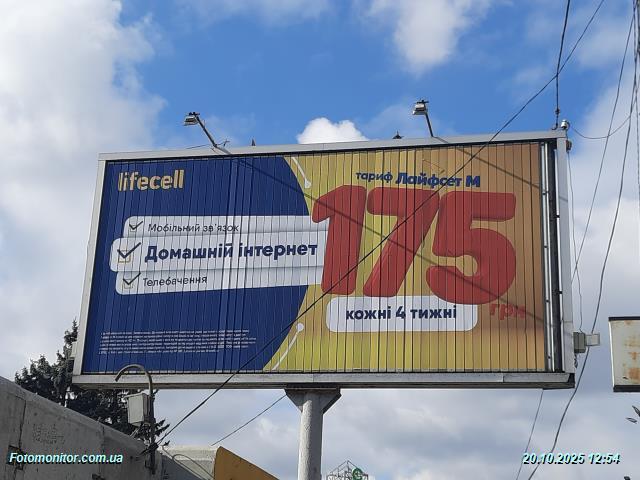 lifecell
тариф Лайфсет М
Мобільний зв'язок
Домашній інтернет
Телебачення
175
грн
кожні 4 тижні
Fotomonitor.com.ua
20.10.2025 12:54